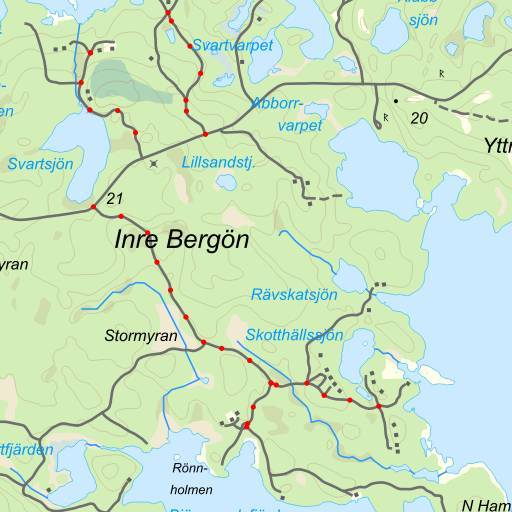 sjön
Svartvarpet
Abborr-
varpet
20
Yttr
Svartsjön
Lillsandstj.
21
Inre Bergön
yran
Rävskatsjön
Stormyran
Skotthällssjön
tfjärden
Rönn-
holmen
N Ham